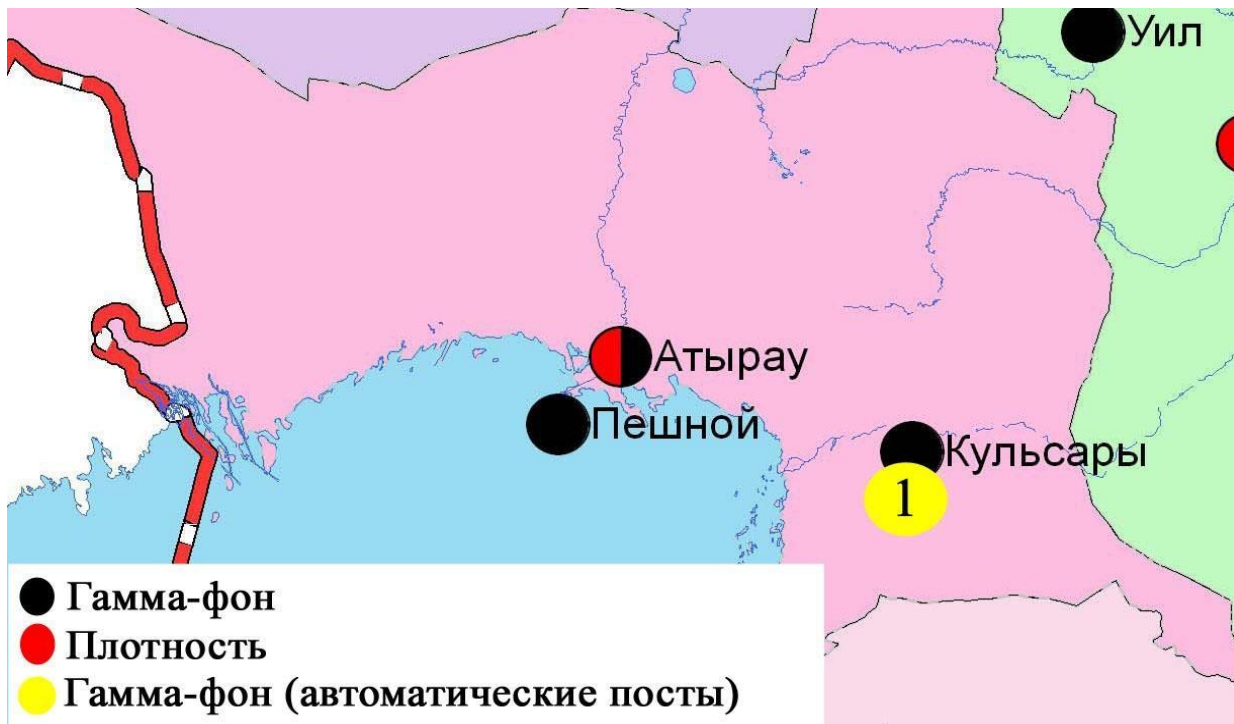 Уил
Атырау
Пешной
Кульсары
1
Гамма-фон
Плотность
Гамма-фон (автоматические посты)